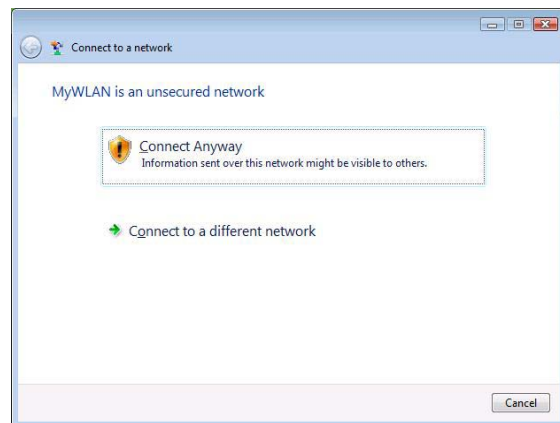 Connect to a network
MyWLAN is an unsecured network
Connect Anyway
Information sent over this network might be visible to others.
Connect to a different network
Cancel